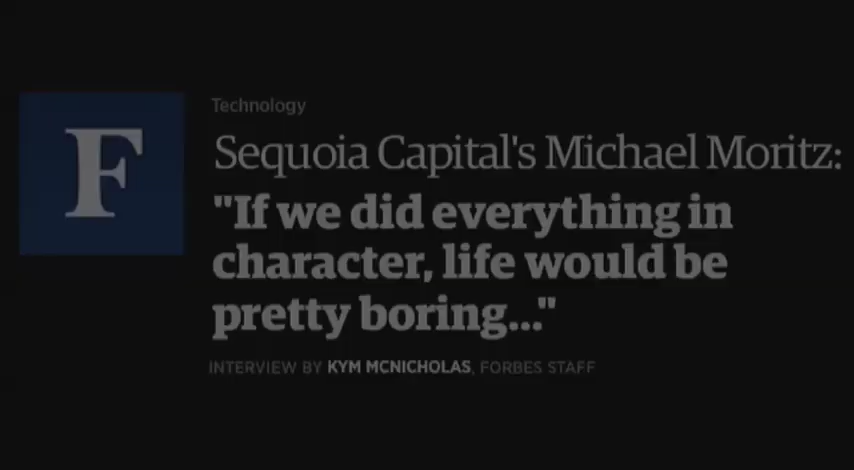 F
Technology
Sequoia Capital's Michael Moritz:
"If we did everything in
character, life would be
pretty boring..."
INTERVIEW BY KYM MCNICHOLAS, FORBES STAFF